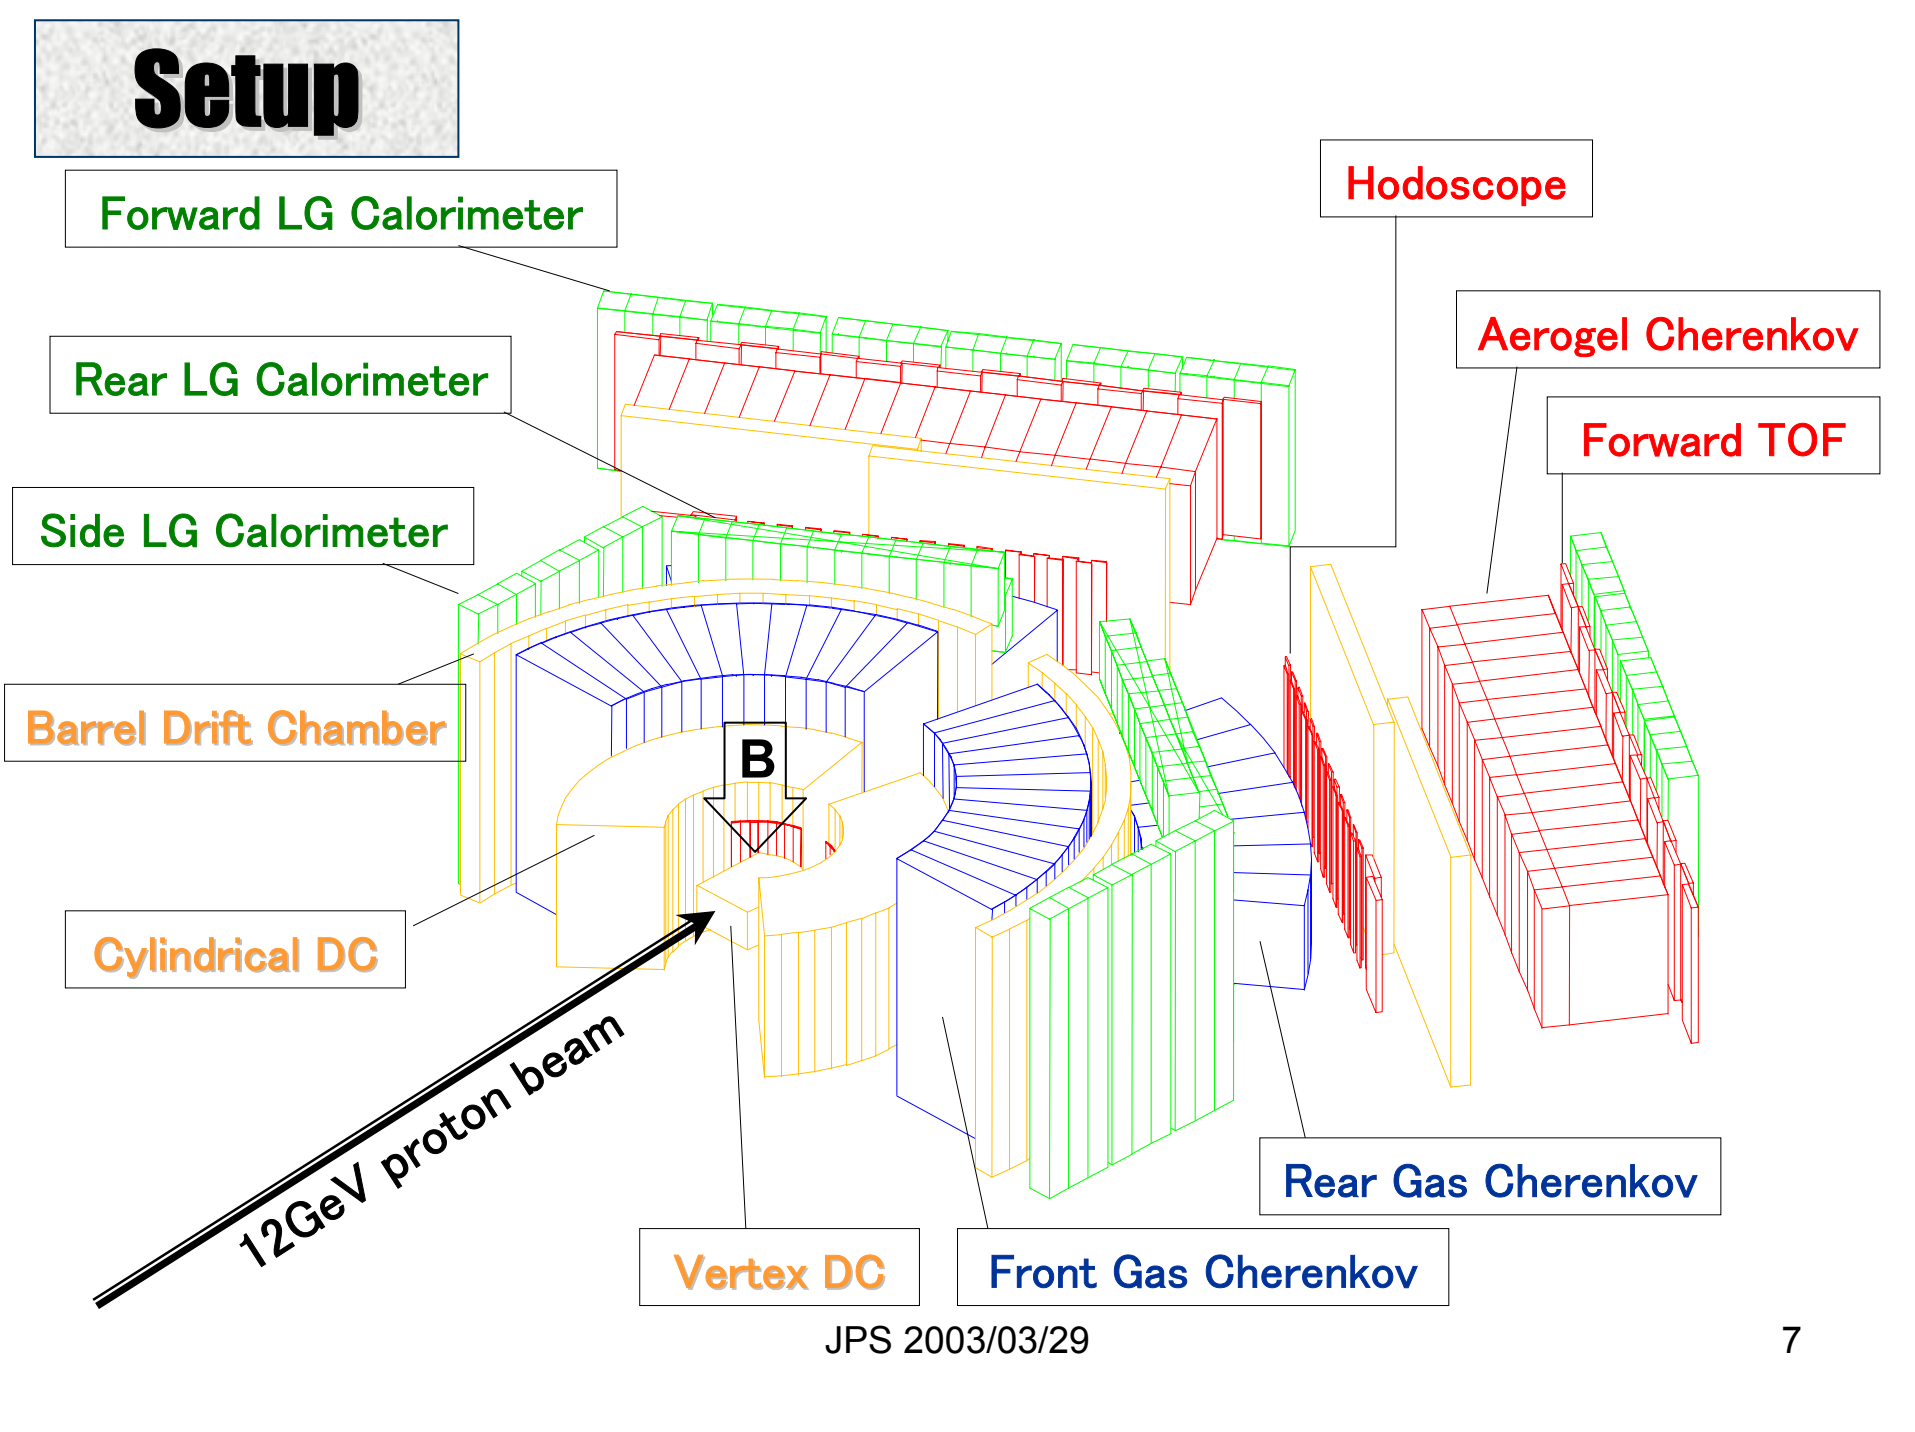 Setup
Forward LG Calorimeter
Hodoscope
Aerogel Cherenkov
Rear LG Calorimeter
Forward TOF
Side LG Calorimeter
Barrel Drift Chamber
B
Cylindrical DC
12GeV proton beam
Rear Gas Cherenkov
Vertex DC
Front Gas Cherenkov
JPS 2003/03/29
7